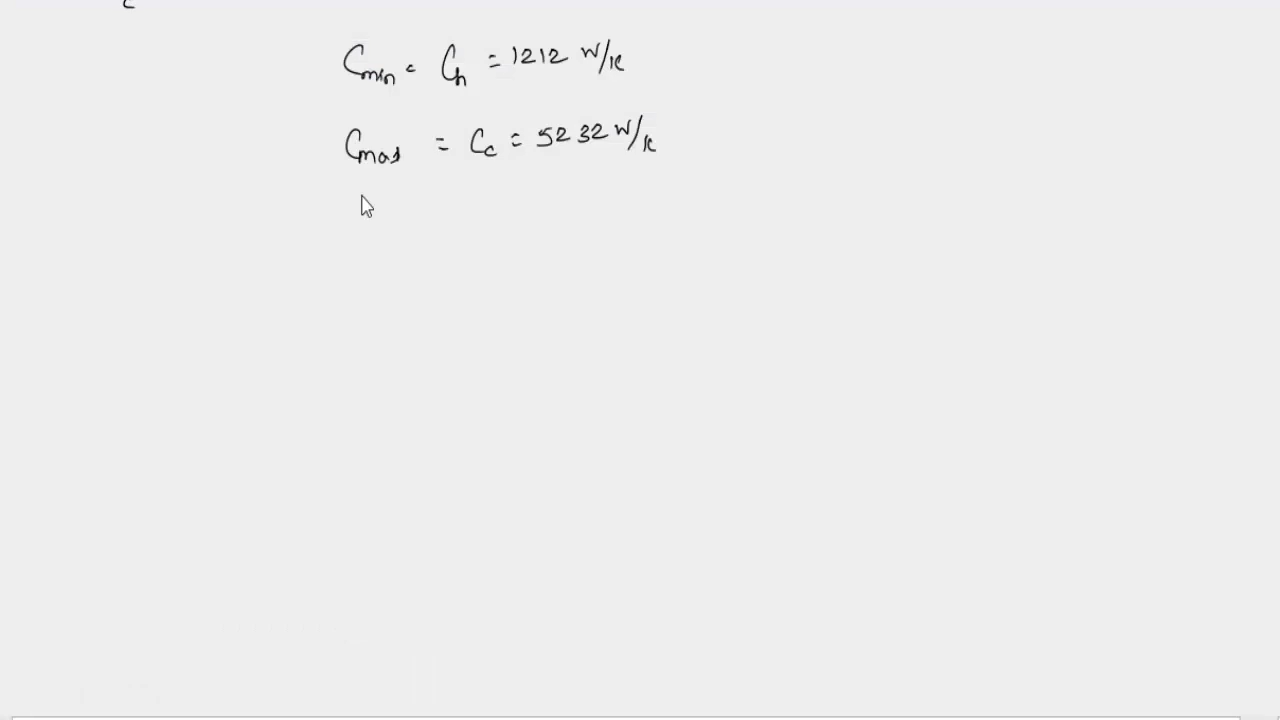 c
Cmin = Ch = 1212 W/K
Cmax = Cc = 5232 W/K